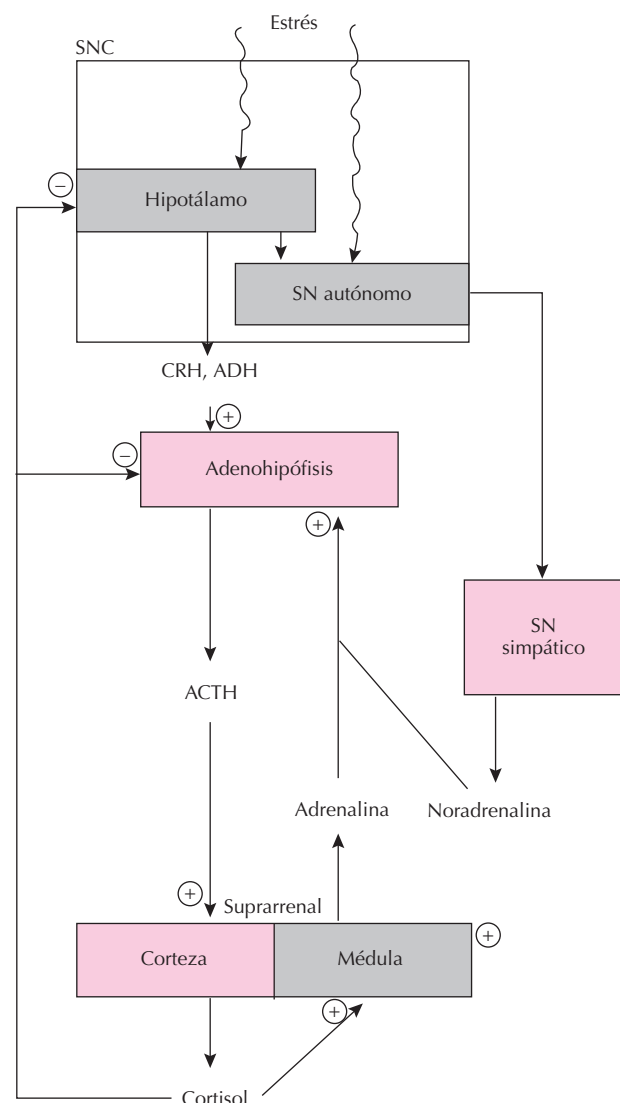 Estrés
SNC
−
Hipotálamo
SN autónomo
CRH, ADH
+
−
Adenohipófisis
+
SN
simpático
ACTH
Adrenalina
Noradrenalina
+
Suprarrenal
Corteza
Médula
+
+
Cortisol